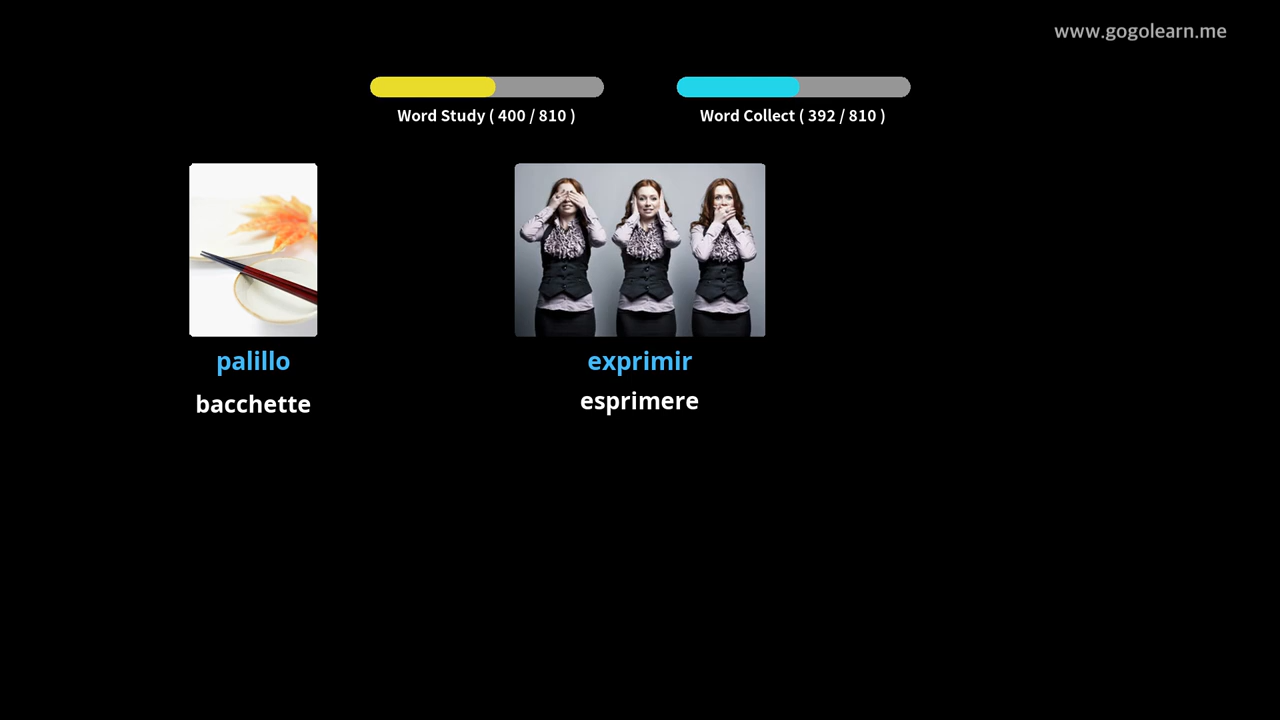 www.gogolearn.me
Word Study ( 400 / 810 )
Word Collect ( 392 / 810 )
palillo
bacchette
exprimir
esprimere